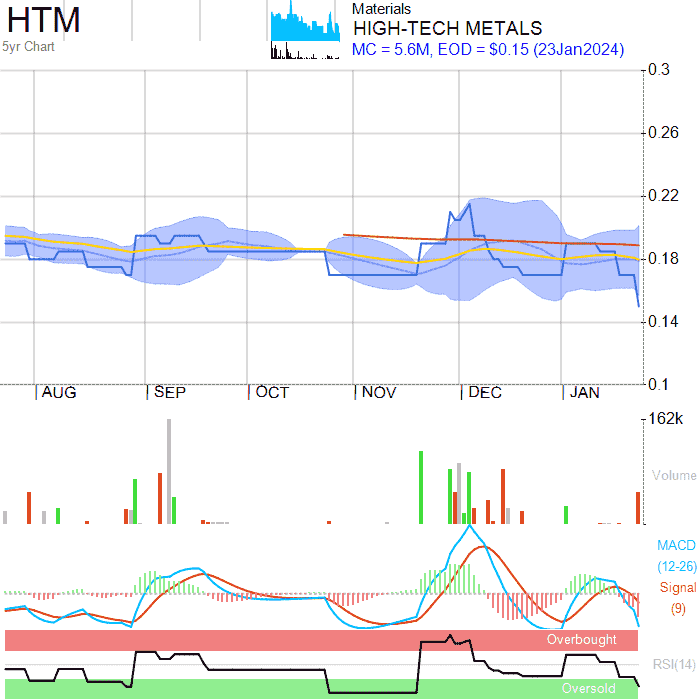 HTM
5yr Chart
Materials
HIGH-TECH METALS
MC = 5.6M, EOD = $0.15 (23Jan2024)
0.3
0.26
0.22
0.18
0.14
0.1
AUG SEP OCT NOV DEC JAN
162k
Volume
MACD
(12-26)
Signal
(9)
Overbought
RSI(14)
Oversold